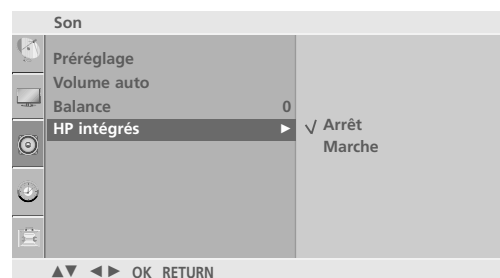 Son
Préréglage
Volume auto
Balance 0
HP intégrés ►
√ Arrêt
Marche
▲▼ ◄► OK RETURN